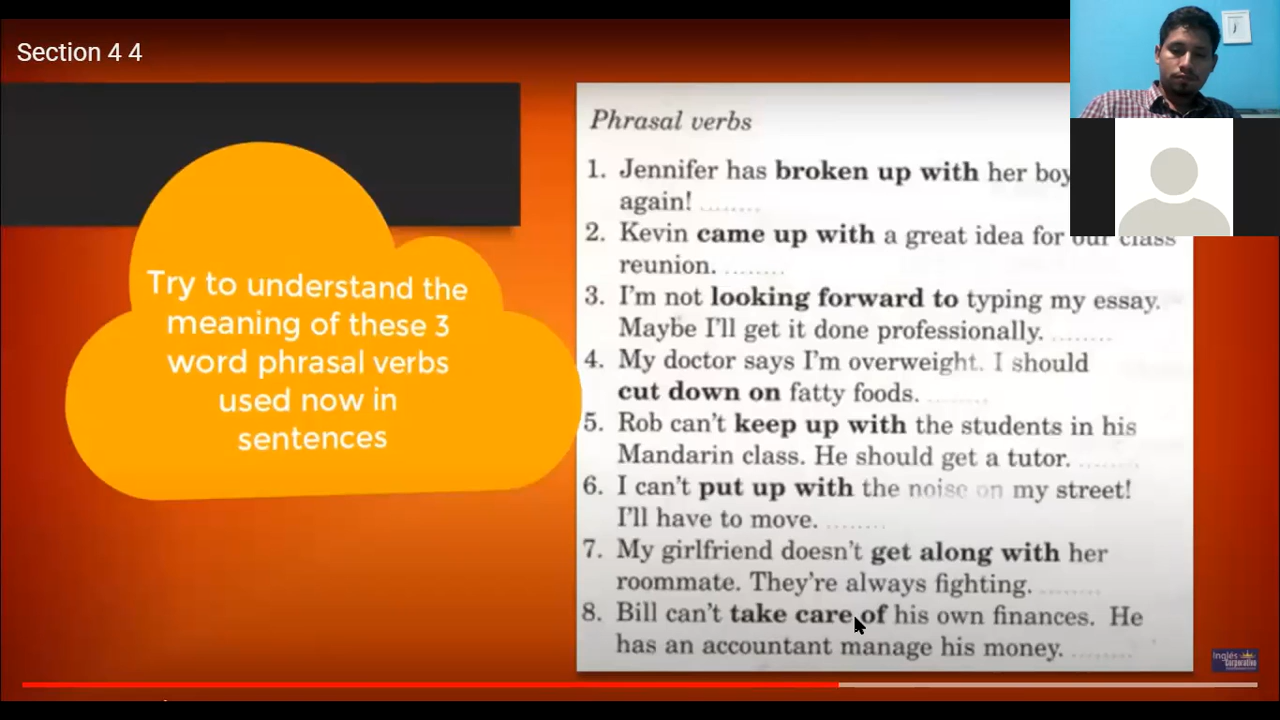 Section 4 4
Try to understand the
meaning of these 3
word phrasal verbs
used now in
sentences
Phrasal verbs
1. Jennifer has broken up with her boy
again! ........
2. Kevin came up with a great idea for our class
reunion. ........
3. I'm not looking forward to typing my essay.
Maybe I'll get it done professionally. ........
4. My doctor says I'm overweight. I should
cut down on fatty foods. ........
5. Rob can't keep up with the students in his
Mandarin class. He should get a tutor. ........
6. I can't put up with the noise on my street!
I'll have to move. ........
7. My girlfriend doesn't get along with her
roommate. They're always fighting. ........
8. Bill can't take care of his own finances. He
has an accountant manage his money. ........
Inglés
Corporativo